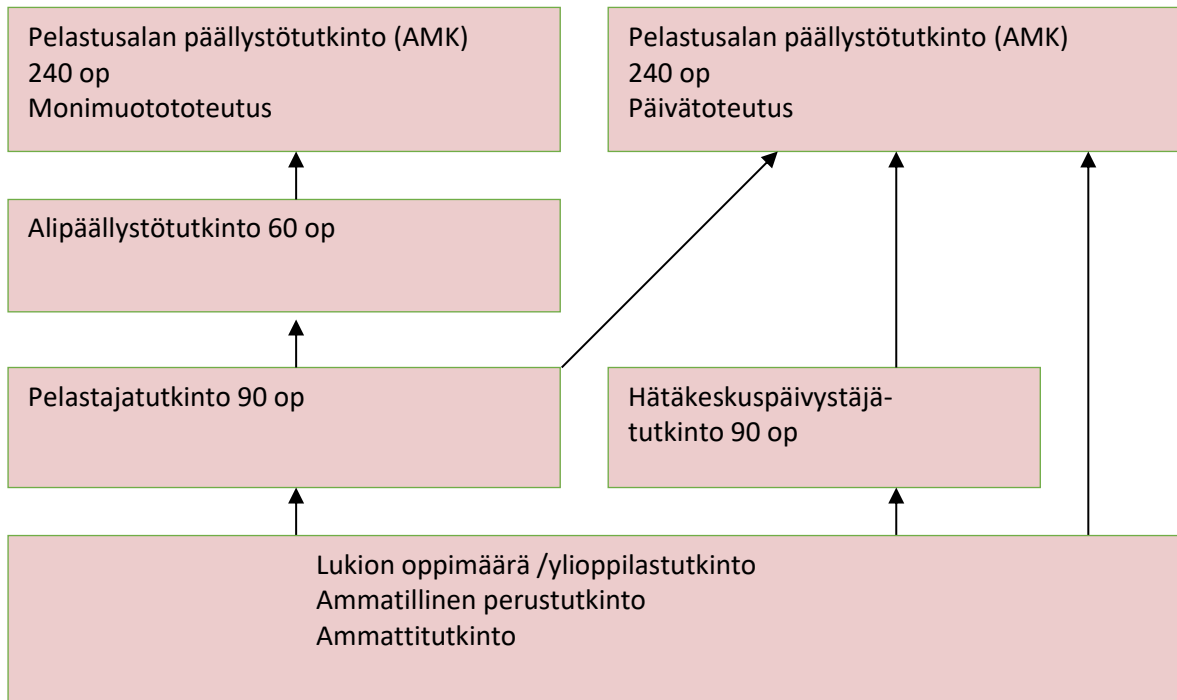 Pelastusalan päällystötutkinto (AMK)
240 op
Monimuotototeutus
Pelastusalan päällystötutkinto (AMK)
240 op
Päivätoteutus
Alipäällystötutkinto 60 op
Pelastajatutkinto 90 op
Hätäkeskuspäivystäjä-
tutkinto 90 op
Lukion oppimäärä /ylioppilastutkinto
Ammatillinen perustutkinto
Ammattitutkinto